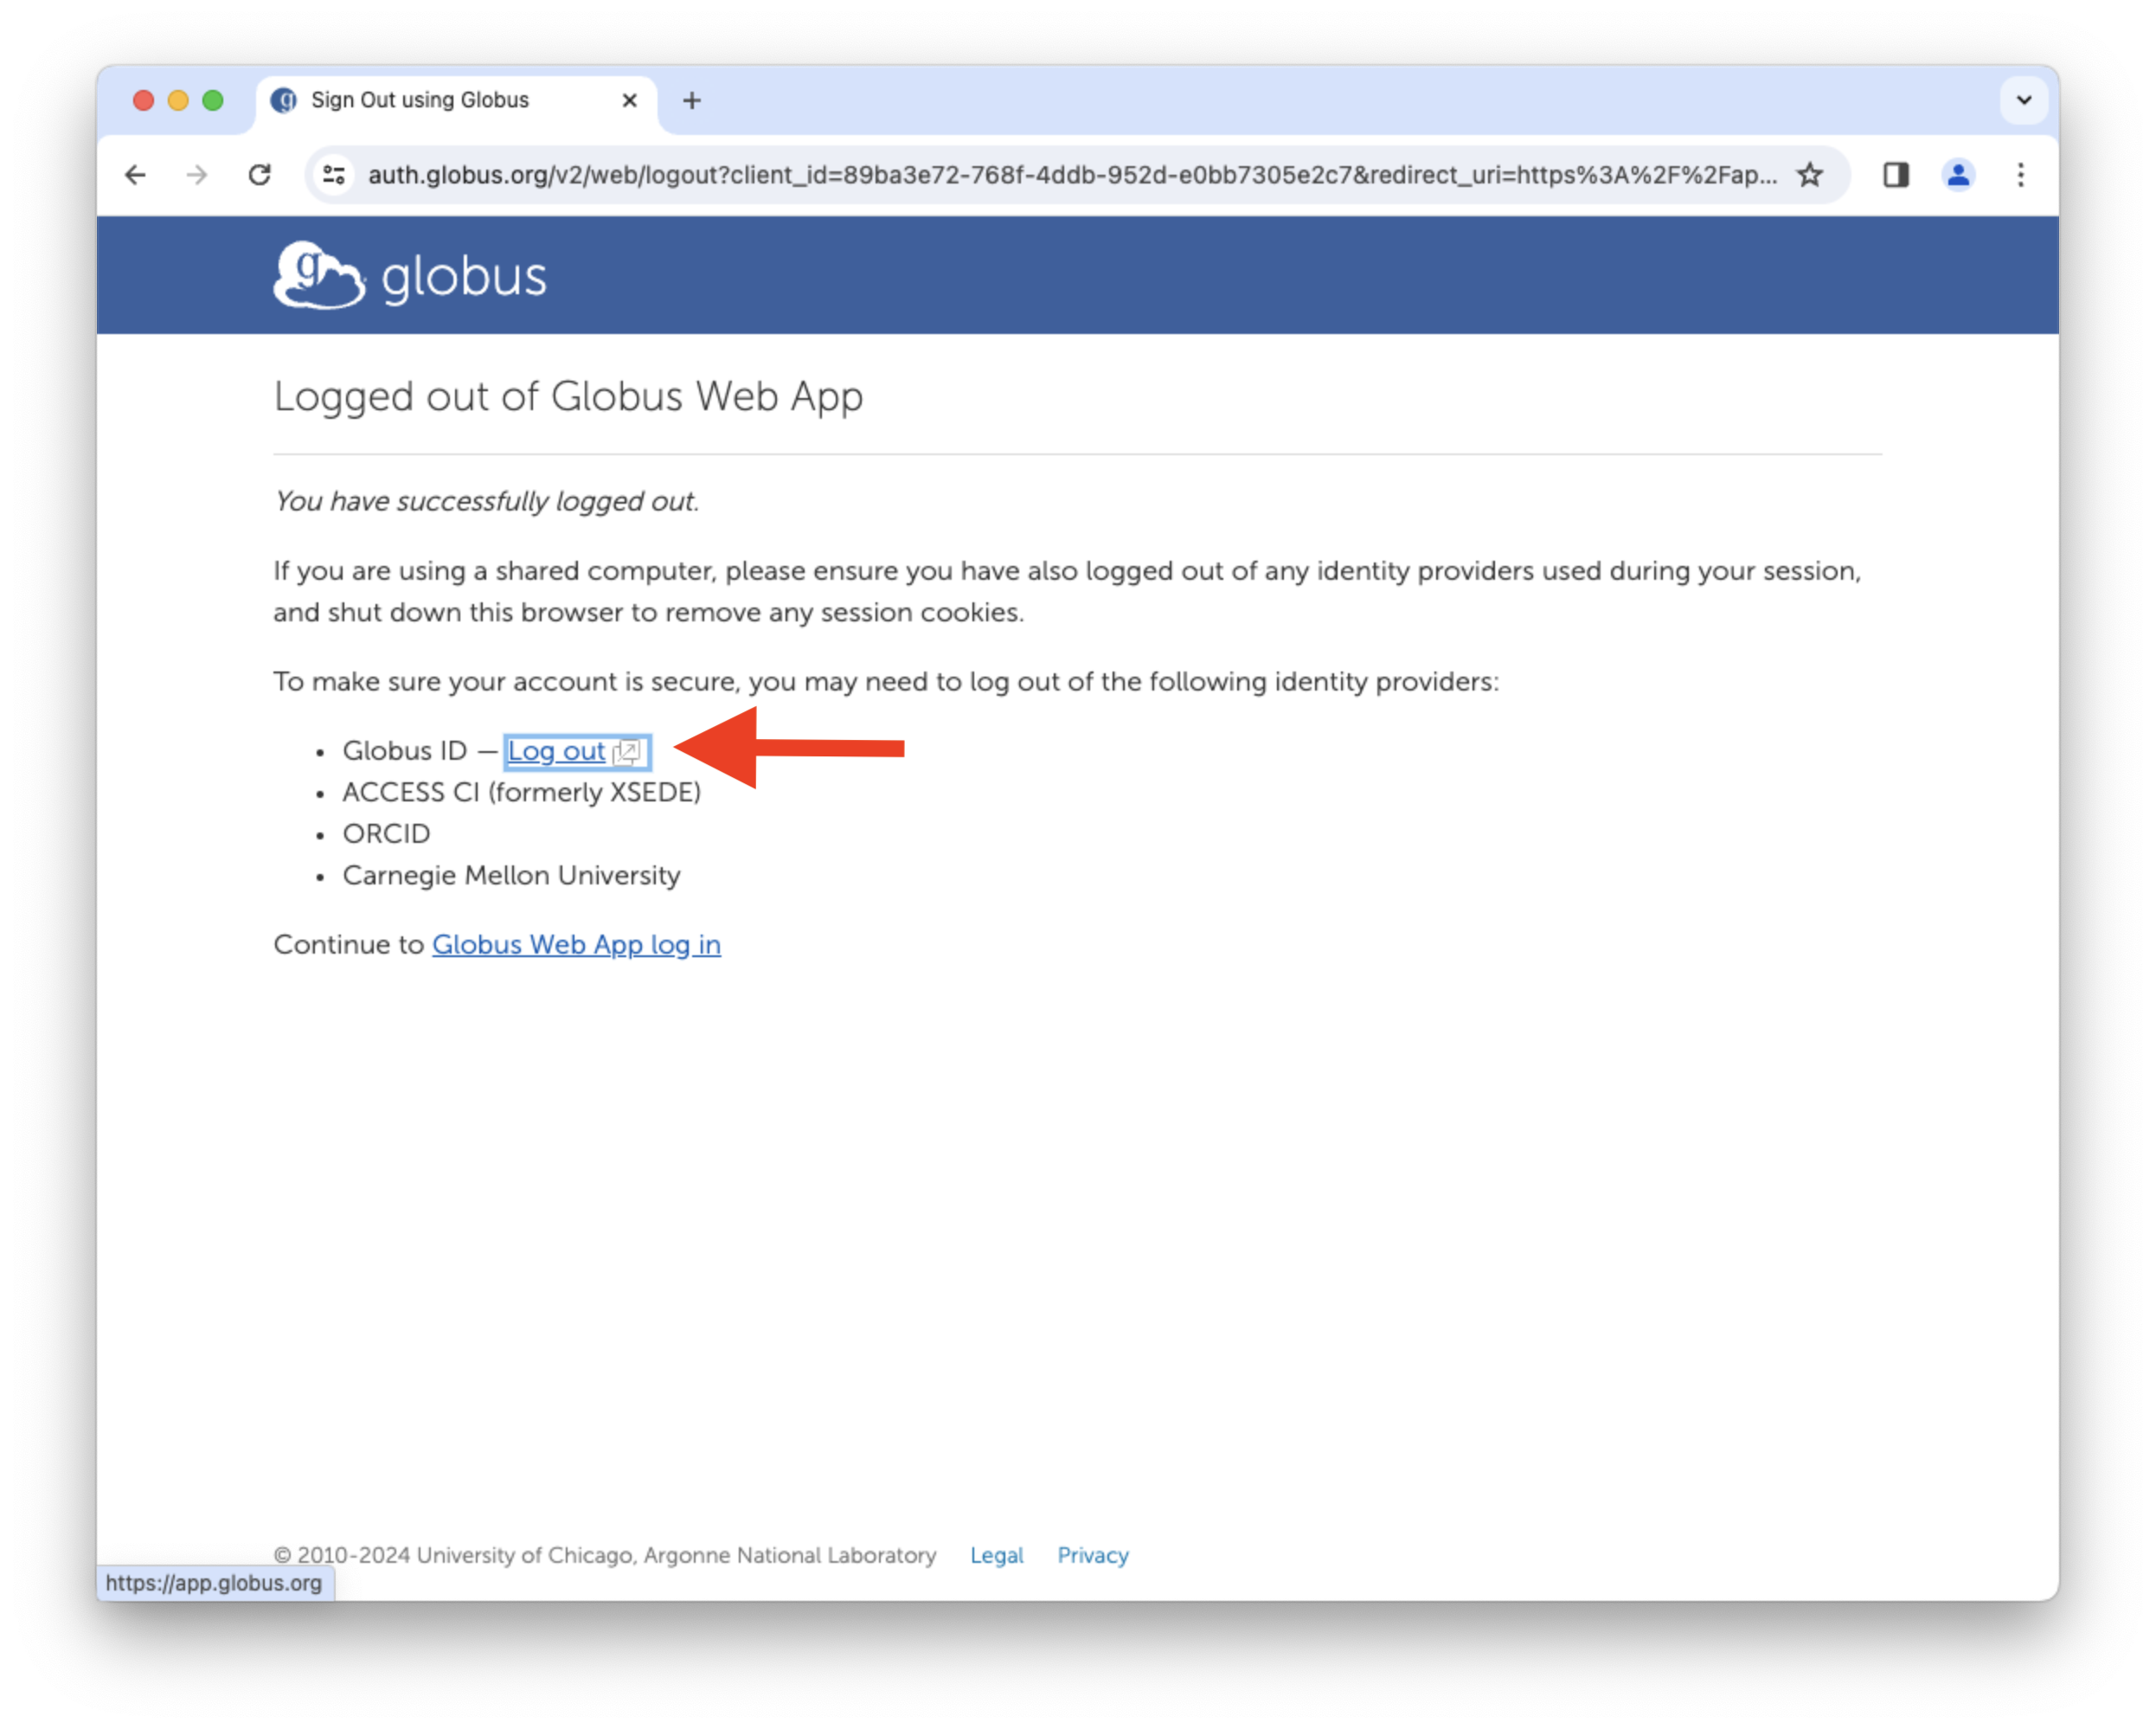 Sign Out using Globus
auth.globus.org/v2/web/logout?client_id=89ba3e72-768f-4ddb-952d-e0bb7305e2c7&redirect_uri=https%3A%2F%2Fap...
g globus
Logged out of Globus Web App
You have successfully logged out.
If you are using a shared computer, please ensure you have also logged out of any identity providers used during your session,
and shut down this browser to remove any session cookies.
To make sure your account is secure, you may need to log out of the following identity providers:
• Globus ID — Log out
• ACCESS CI (formerly XSEDE)
• ORCID
• Carnegie Mellon University
Continue to Globus Web App log in
© 2010-2024 University of Chicago, Argonne National Laboratory Legal Privacy
https://app.globus.org